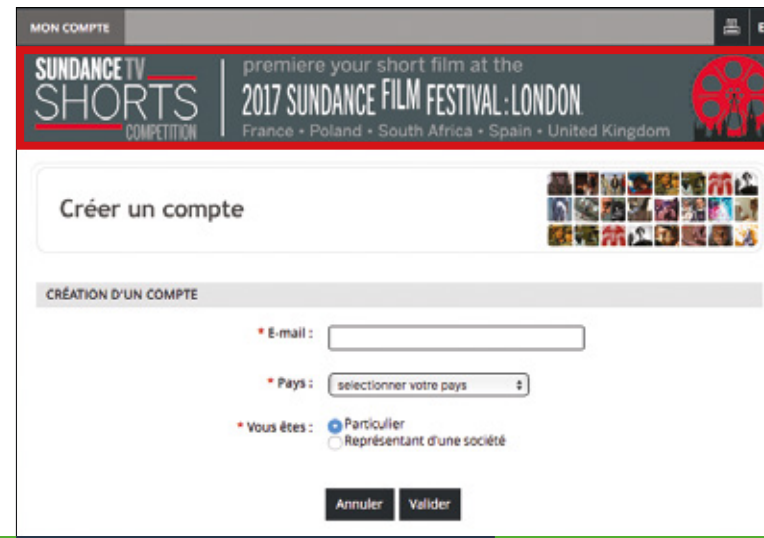 MON COMPTE
SUNDANCE TV
SHORTS
COMPETITION
premiere your short film at the
2017 SUNDANCE FILM FESTIVAL: LONDON
France • Poland • South Africa • Spain • United Kingdom
Créer un compte
CRÉATION D'UN COMPTE
* E-mail :
* Pays : selectionner votre pays
* Vous êtes : Particulier
Représentant d'une société
Annuler Valider